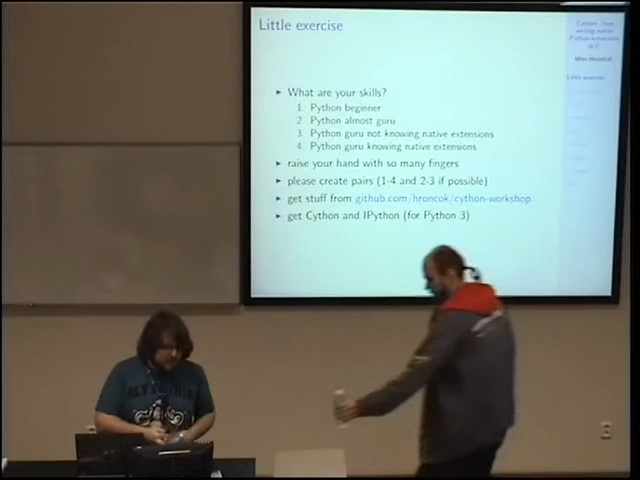 Little exercise
What are your skills?
1. Python beginner
2. Python almost guru
3. Python guru not knowing native extensions
4. Python guru knowing native extensions
raise your hand with so many fingers
please create pairs (1-4 and 2-3 if possible)
get stuff from github.com/hroncok/cython-workshop
get Cython and IPython (for Python 3)
Little exercise